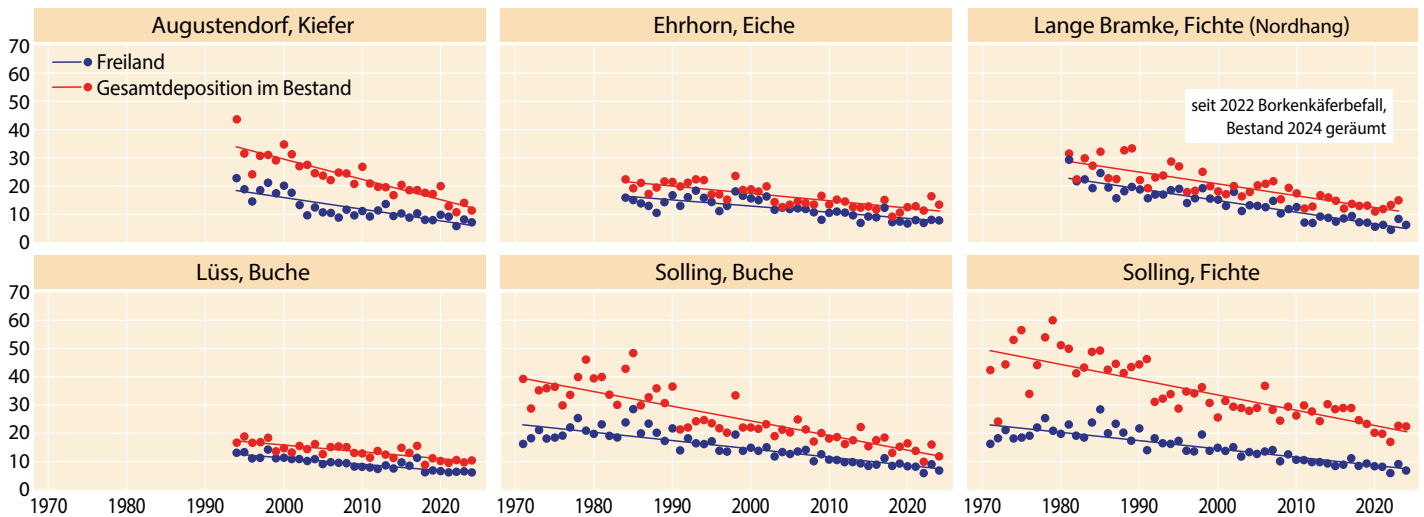 Augustendorf, Kiefer
Ehrhorn, Eiche
Lange Bramke, Fichte (Nordhang)
70
60
50
40
30
20
10
0
Freiland
Gesamtdeposition im Bestand
seit 2022 Borkenkäferbefall,
Bestand 2024 geräumt
Lüss, Buche
Solling, Buche
Solling, Fichte
70
60
50
40
30
20
10
0
1970 1980 1990 2000 2010 2020
1970 1980 1990 2000 2010 2020
1970 1980 1990 2000 2010 2020